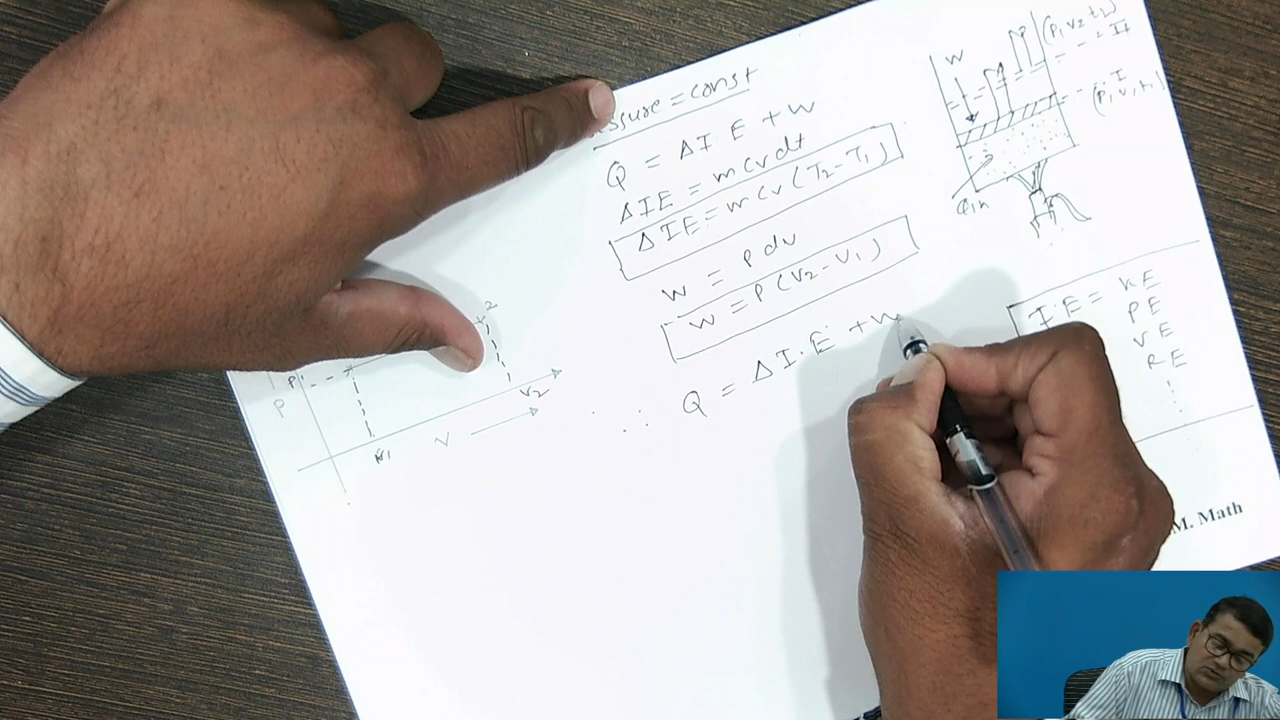 ssure = const
Q = ΔI.E + W
ΔIE = m cv dt
ΔIE = m cv (T2 - T1)
W = P dv
W = P (V2 - V1)
∴ Q = ΔI.E + W
W
(P1 V2 t2)
II
I
(P1 V1 t1)
Qin
I.E = KE
PE
VE
RE
2
P1
P
V1
V2
V
M. Math